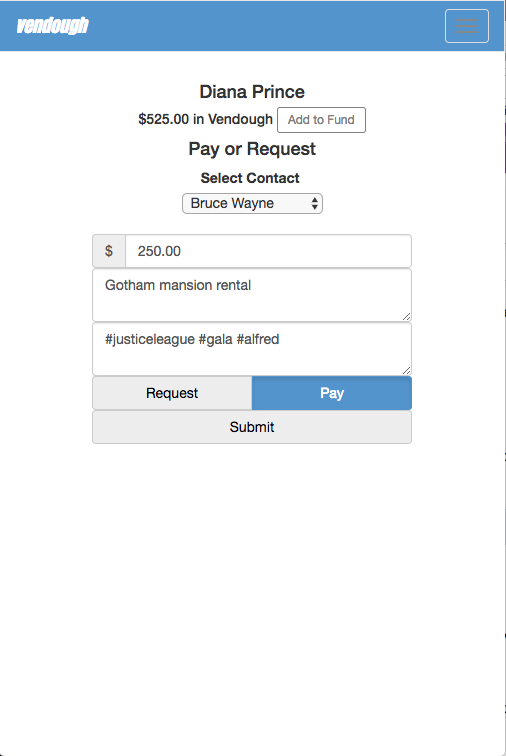 vendough
Diana Prince
$525.00 in Vendough Add to Fund
Pay or Request
Select Contact
Bruce Wayne
$ 250.00
Gotham mansion rental
#justiceleague #gala #alfred
Request Pay
Submit